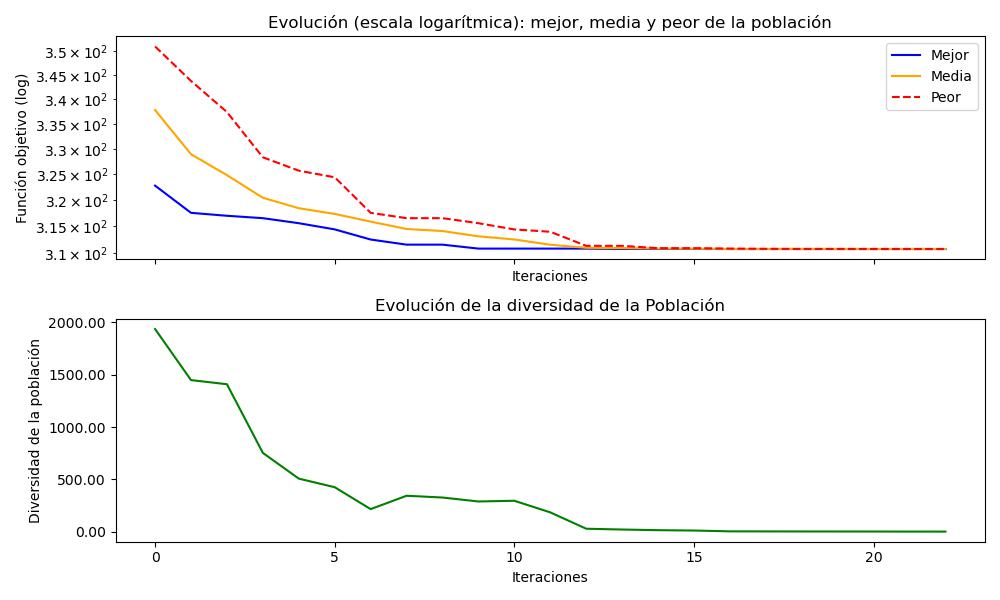 Evolución (escala logarítmica): mejor, media y peor de la población
Función objetivo (log)
3.5 × 10²
3.45 × 10²
3.4 × 10²
3.35 × 10²
3.3 × 10²
3.25 × 10²
3.2 × 10²
3.15 × 10²
3.1 × 10²
Mejor
Media
Peor
Iteraciones
Evolución de la diversidad de la Población
Diversidad de la población
2000.00
1500.00
1000.00
500.00
0.00
0 5 10 15 20
Iteraciones